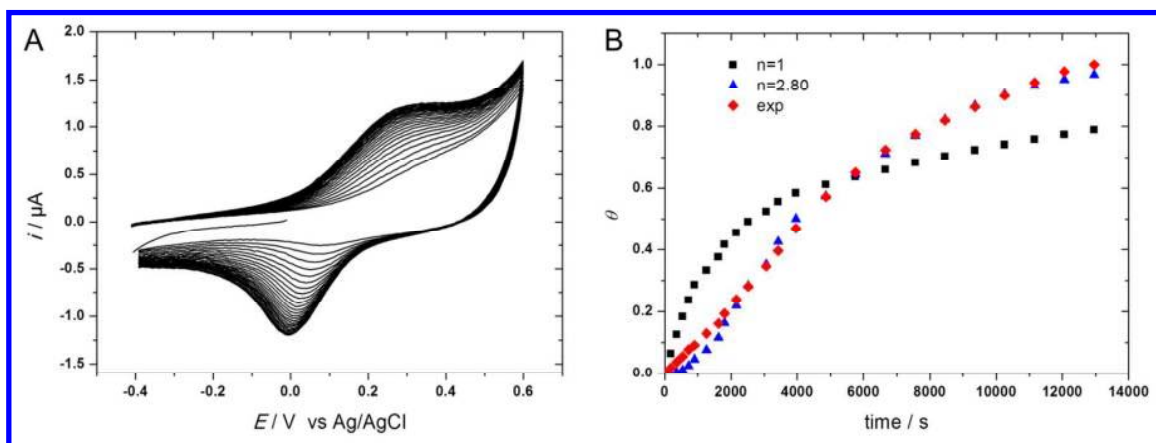 A
2.0
1.5
1.0
0.5
0.0
-0.5
-1.0
-1.5
i / µA
-0.4 -0.2 0.0 0.2 0.4 0.6
E / V vs Ag/AgCl
B
n=1
n=2.80
exp
1.0
0.8
0.6
0.4
0.2
0.0
θ
0 2000 4000 6000 8000 10000 12000 14000
time / s